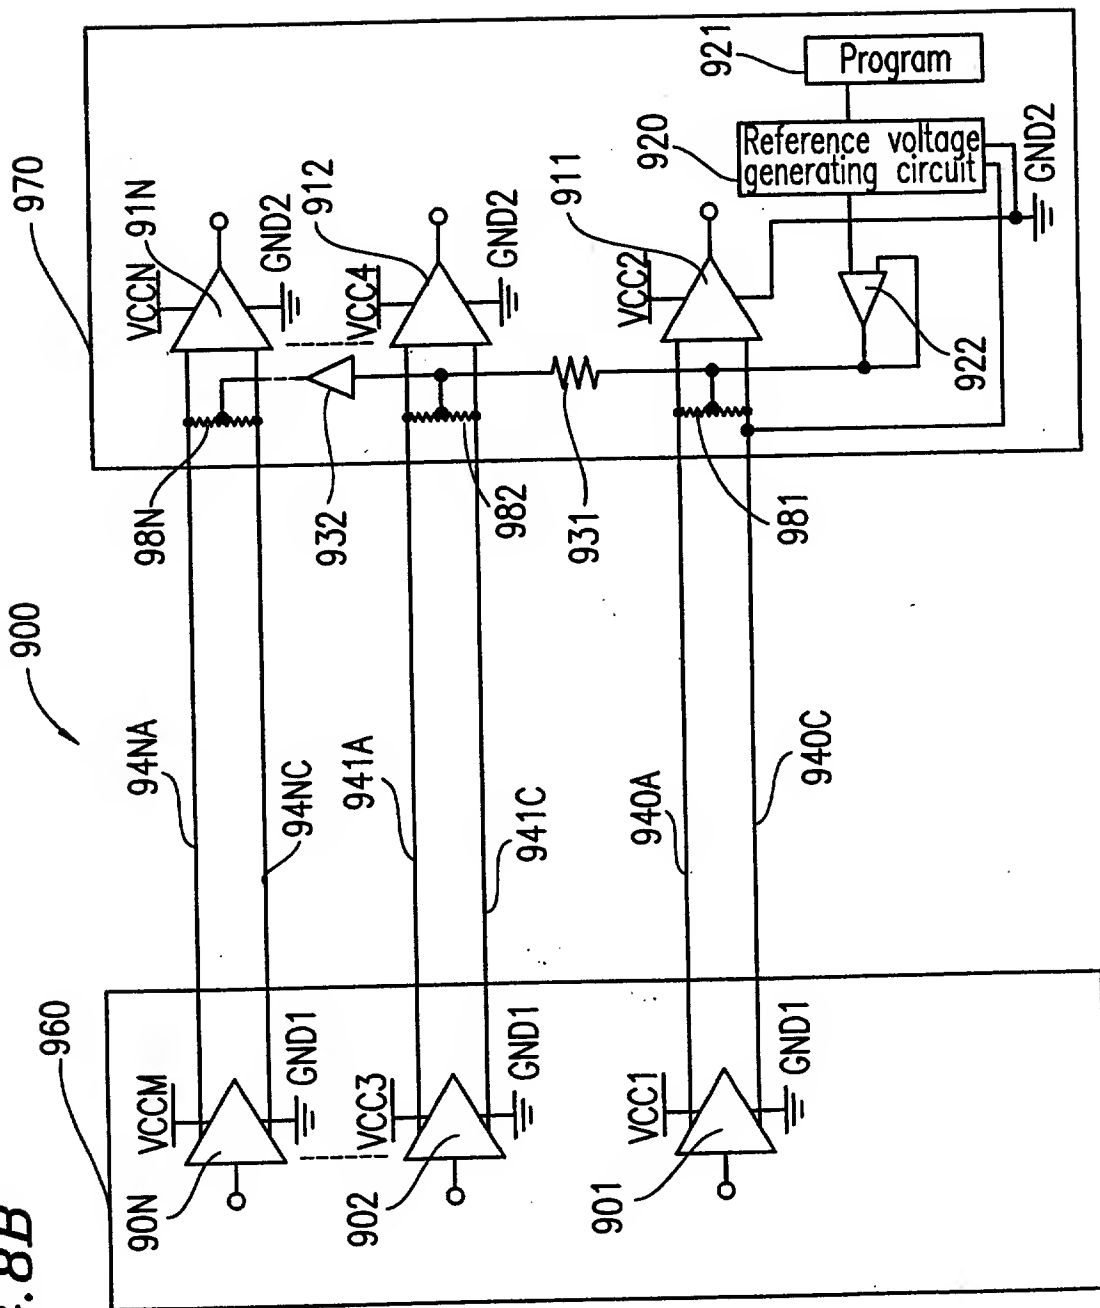 921
Program
920
Reference voltage
generating circuit
GND2
970
91N
VCCN
GND2
912
VCC4
GND2
911
VCC2
922
98N
932
982
931
981
900
94NA
94NC
941A
941C
940A
940C
960
VCCM
GND1
90N
VCC3
GND1
902
VCC1
GND1
901
.8B